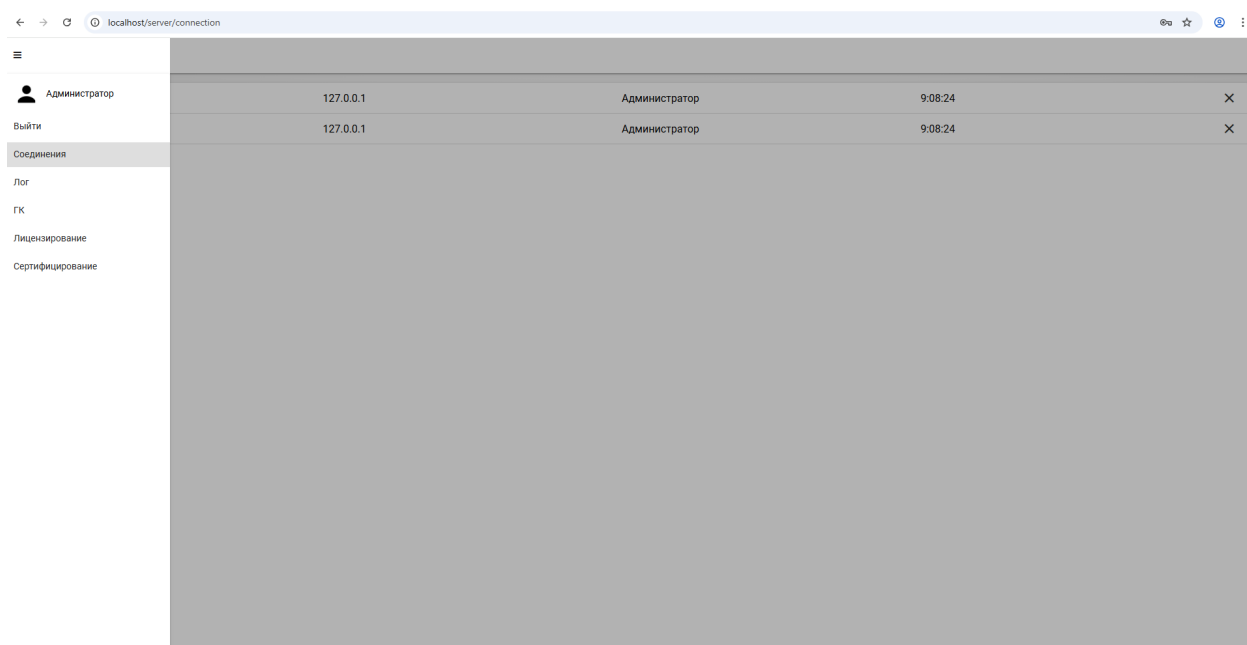 localhost/server/connection
Администратор
127.0.0.1 Администратор 9:08:24
Выйти
127.0.0.1 Администратор 9:08:24
Соединения
Лог
ГК
Лицензирование
Сертифицирование